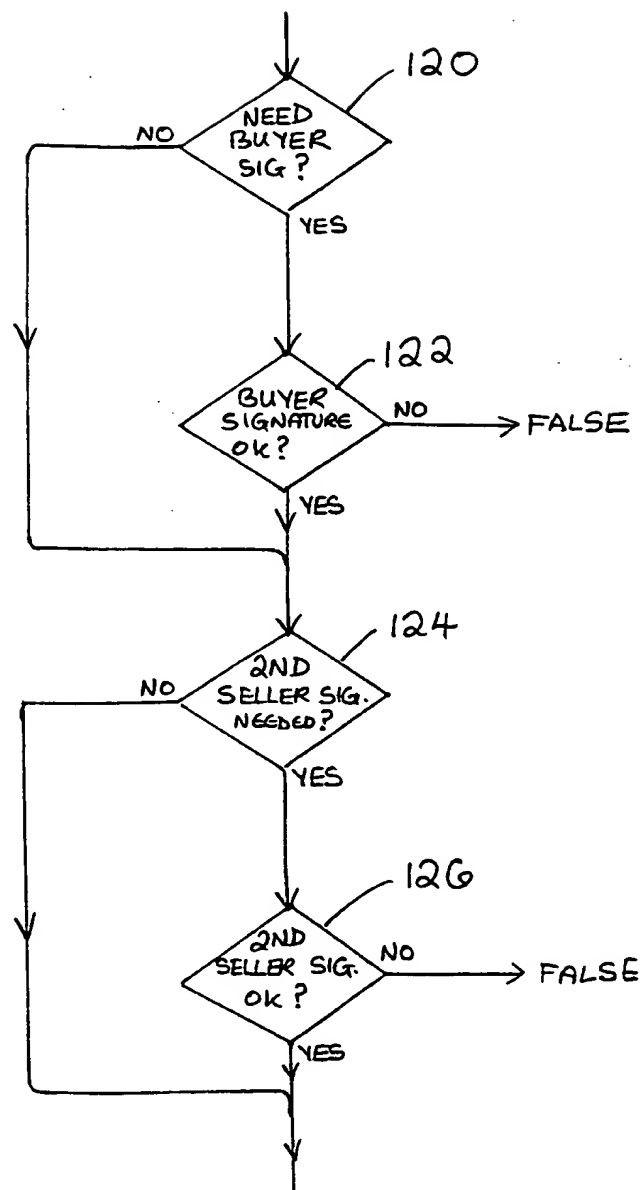 120
NEED
BUYER
SIG?
NO
YES
122
BUYER
SIGNATURE
OK?
NO
FALSE
YES
124
2ND
SELLER SIG.
NEEDED?
NO
YES
126
2ND
SELLER SIG.
OK?
NO
FALSE
YES